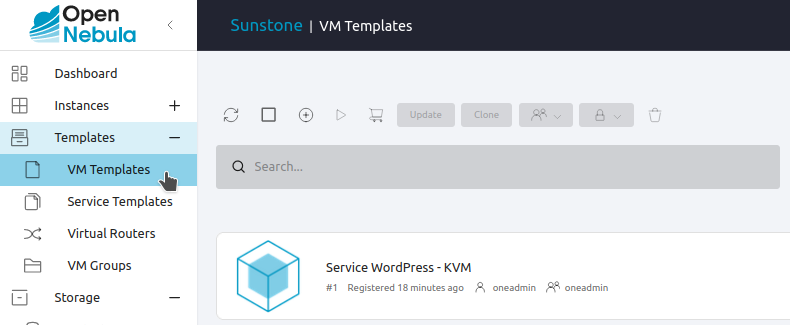 Open
Nebula
Sunstone | VM Templates
Dashboard
Instances
Templates
VM Templates
Service Templates
Virtual Routers
VM Groups
Storage
Update Clone
Search...
Service WordPress - KVM
#1 Registered 18 minutes ago oneadmin oneadmin